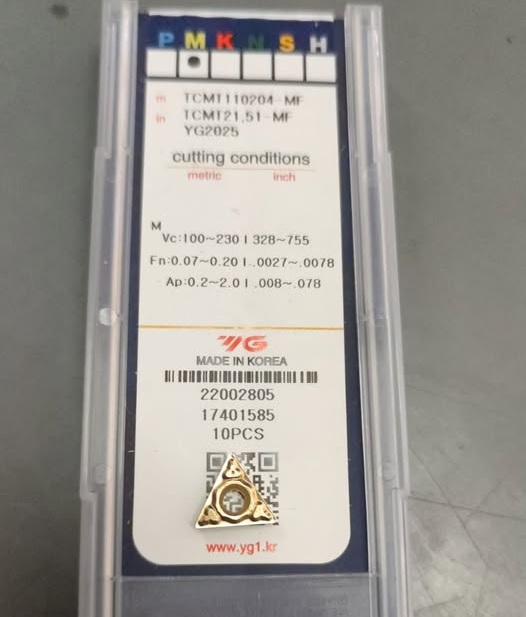 P M K N S H
m TCMT110204-MF
in TCMT21.51-MF
YG2025
cutting conditions
metric inch
M
Vc:100~230 I 328~755
Fn:0.07~0.20 I .0027~.0078
Ap:0.2~2.0 I .008~.078
YG
MADE IN KOREA
22002805
17401585
10PCS
www.yg1.kr